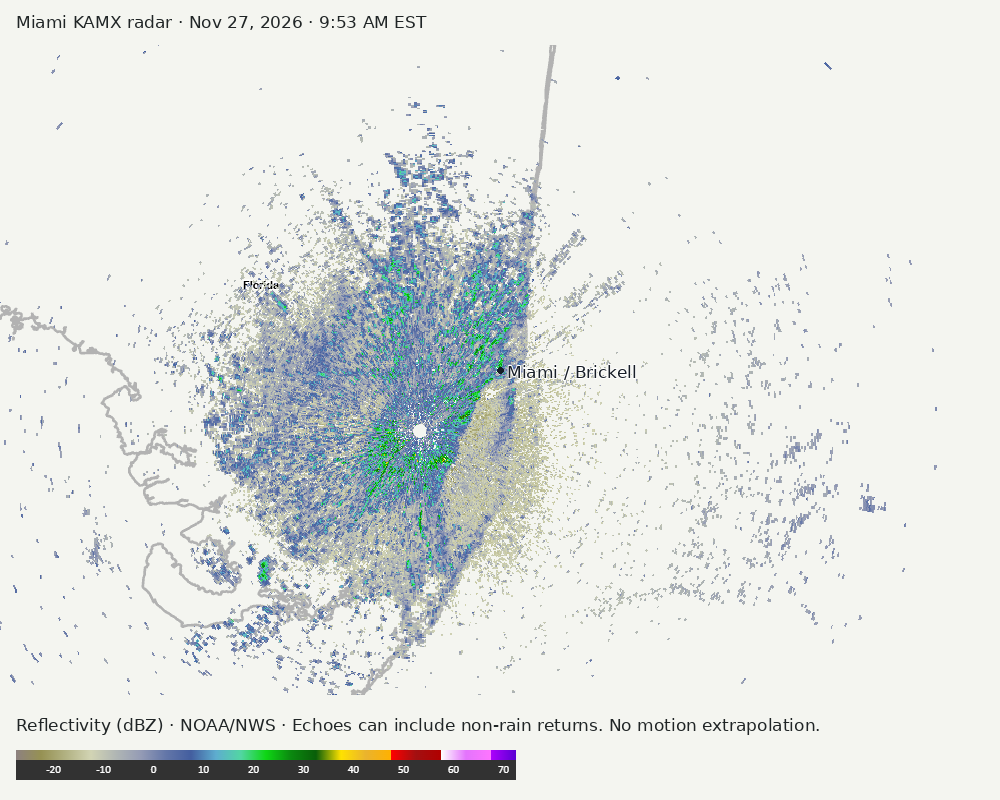 Miami KAMX radar · Nov 27, 2026 · 9:53 AM EST
Florida
Miami / Brickell
Reflectivity (dBZ) · NOAA/NWS · Echoes can include non-rain returns. No motion extrapolation.
-20 -10 0 10 20 30 40 50 60 70